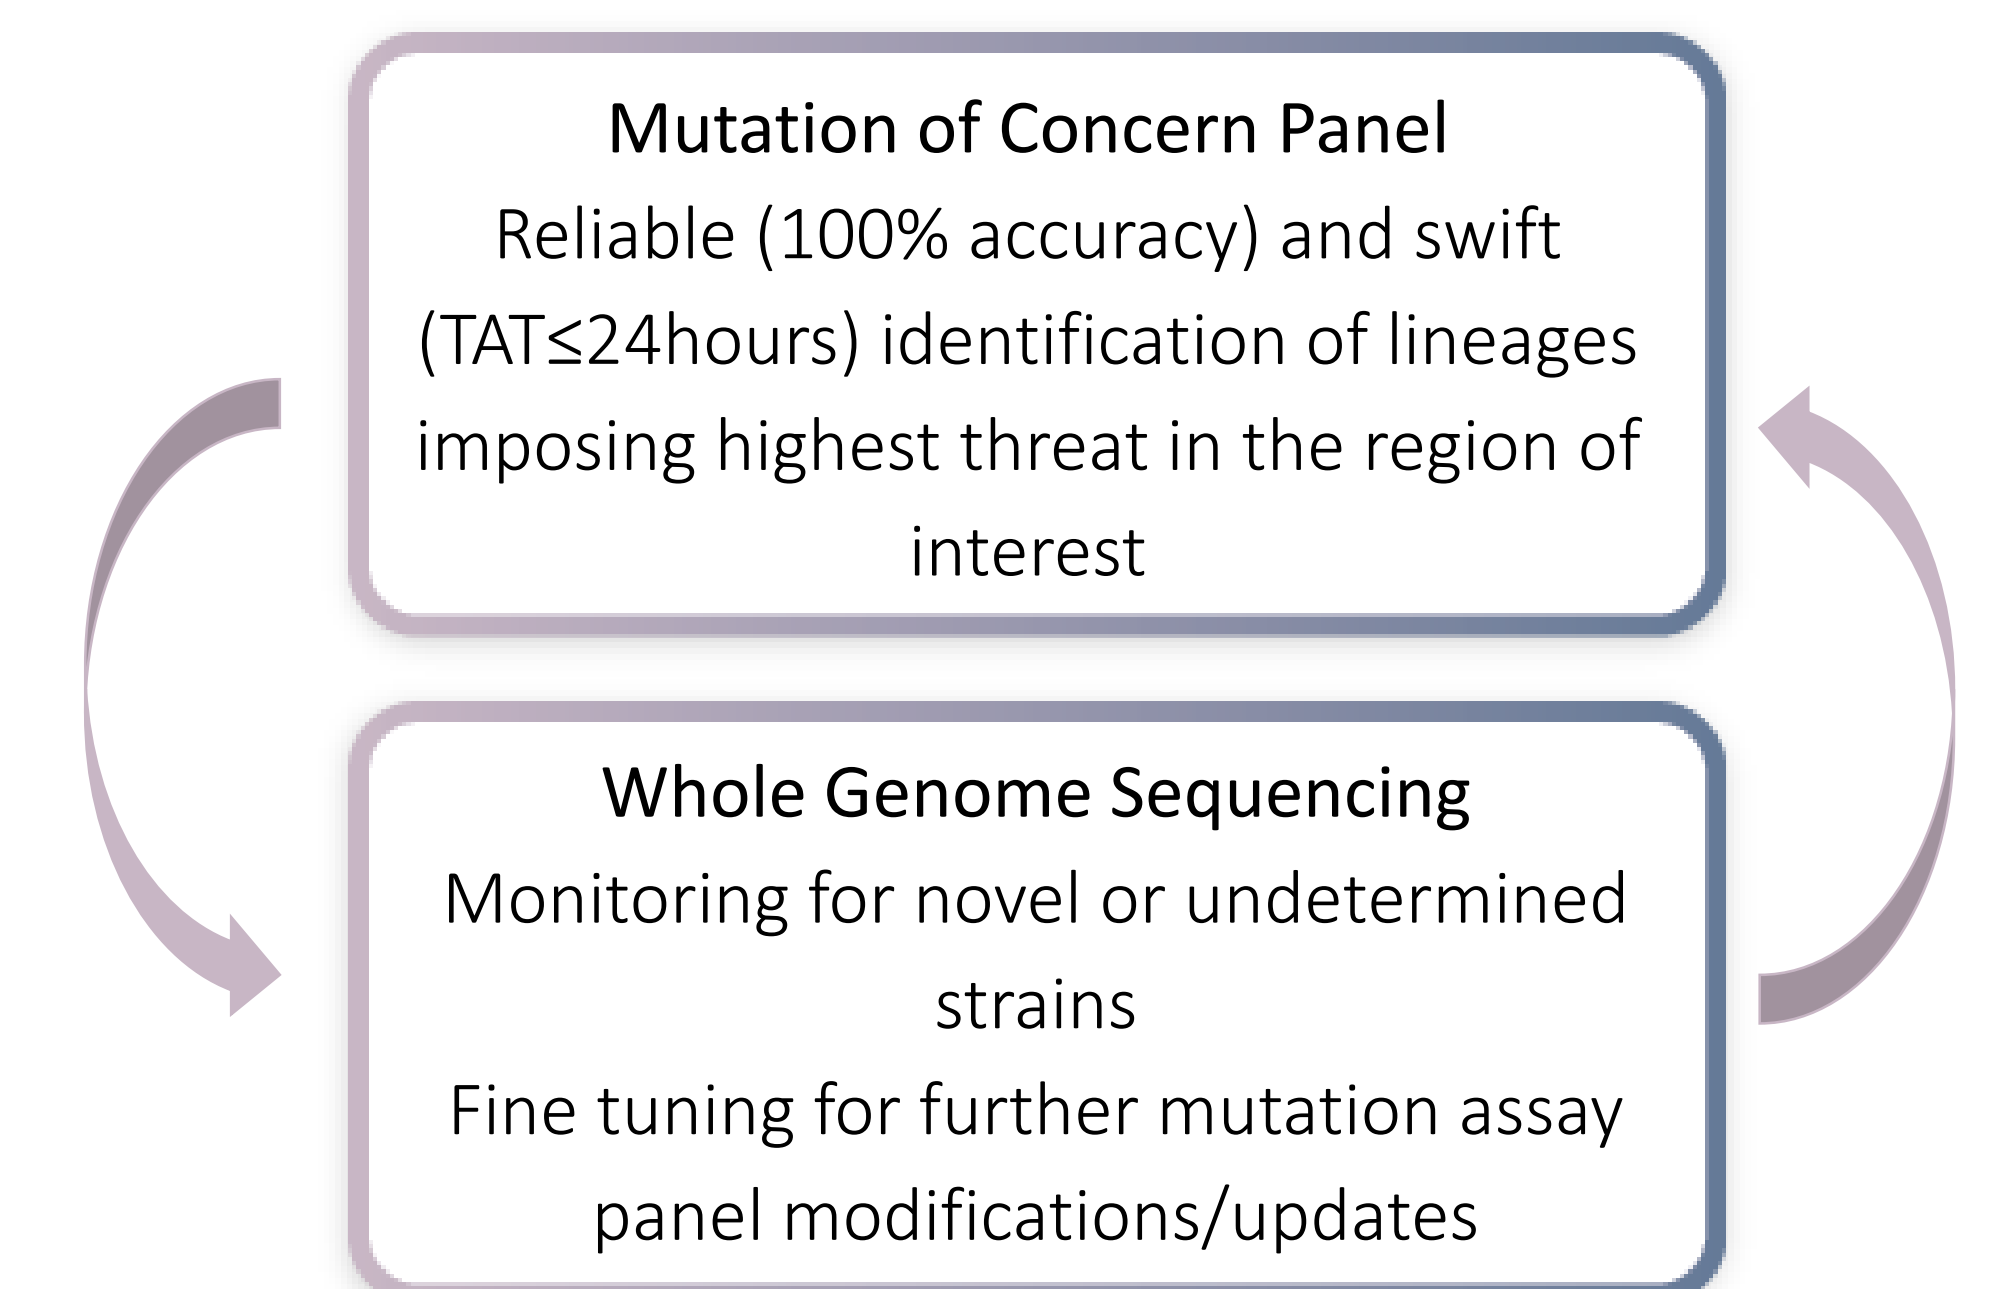 Mutation of Concern Panel
Reliable (100% accuracy) and swift
(TAT≤24hours) identification of lineages
imposing highest threat in the region of
interest
Whole Genome Sequencing
Monitoring for novel or undetermined
strains
Fine tuning for further mutation assay
panel modifications/updates